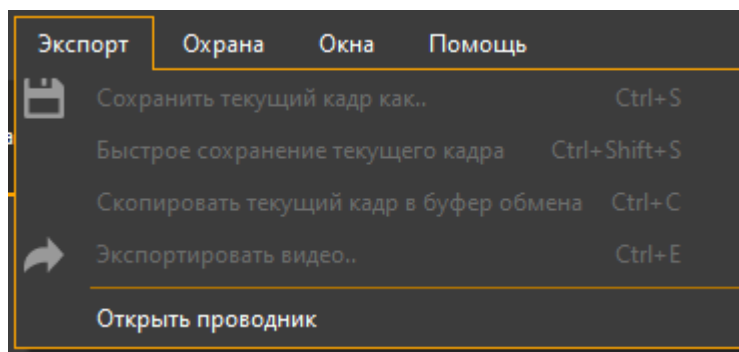 Экспорт Охрана Окна Помощь
Сохранить текущий кадр как.. Ctrl+S
Быстрое сохранение текущего кадра Ctrl+Shift+S
Скопировать текущий кадр в буфер обмена Ctrl+C
Экспортировать видео.. Ctrl+E
Открыть проводник